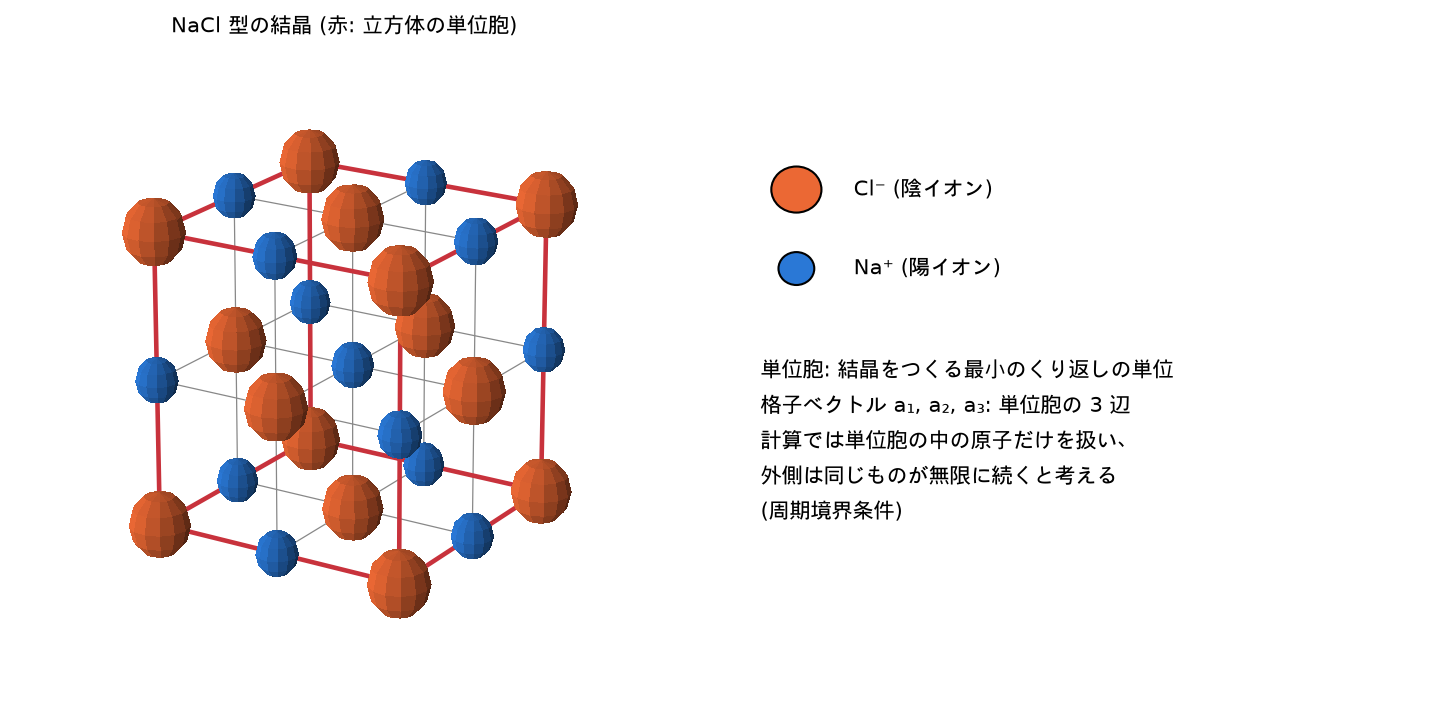 NaCl 型の結晶 (赤: 立方体の単位胞)
Cl⁻ (陰イオン)
Na⁺ (陽イオン)
単位胞: 結晶をつくる最小のくり返しの単位
格子ベクトル a₁, a₂, a₃: 単位胞の 3 辺
計算では単位胞の中の原子だけを扱い、
外側は同じものが無限に続くと考える
(周期境界条件)